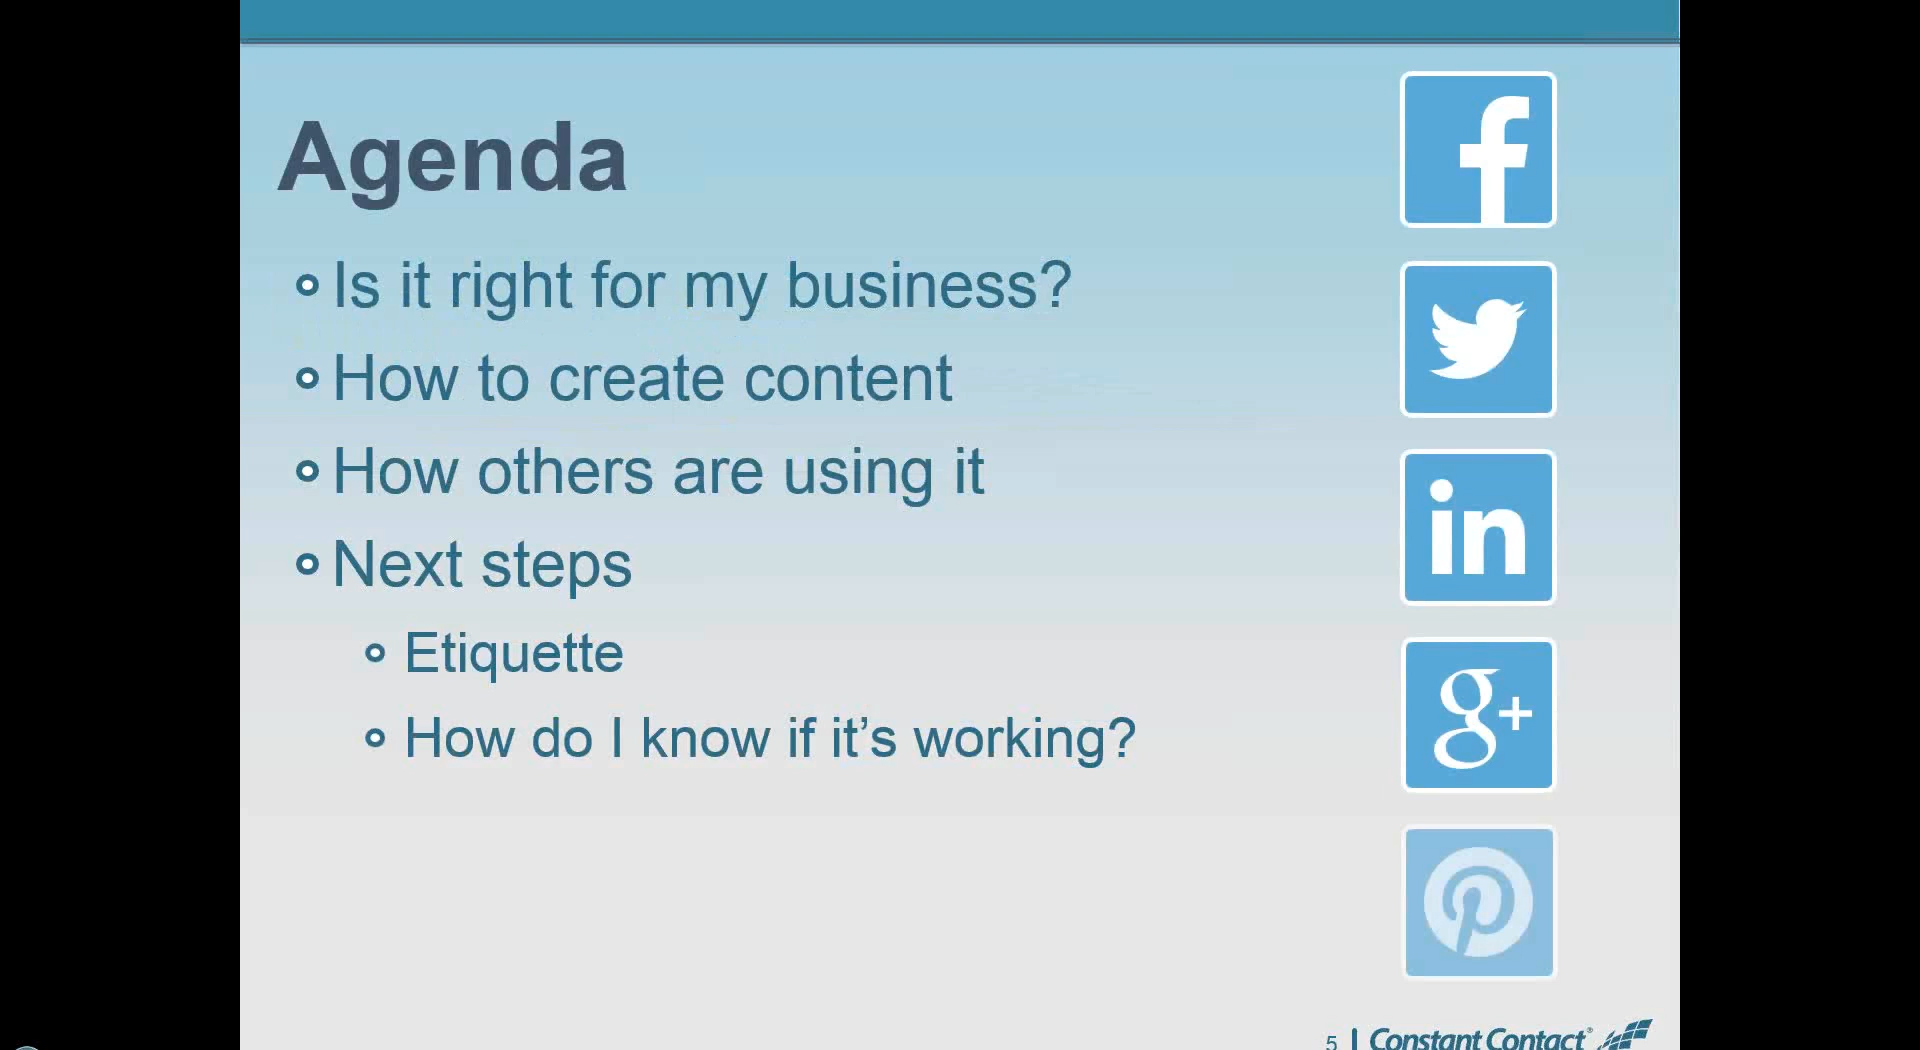 Agenda
Is it right for my business?
How to create content
How others are using it
Next steps
Etiquette
How do I know if it’s working?
f
in
g+
5 | Constant Contact®